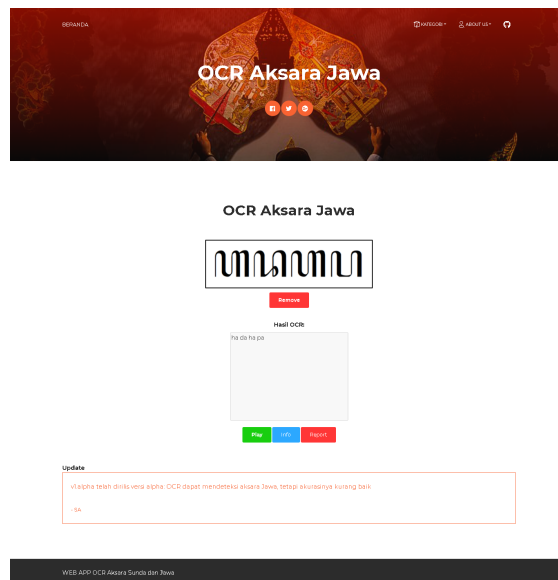 BERANDA
KATEGORI
ABOUT US
OCR Aksara Jawa
OCR Aksara Jawa
Remove
Hasil OCR:
ha da ha pa
Play Info Report
Update
v1.alpha telah dirilis versi alpha. OCR dapat mendeteksi aksara Jawa, tetapi akurasinya kurang baik.
WEB APP OCR Aksara Sunda dan Jawa